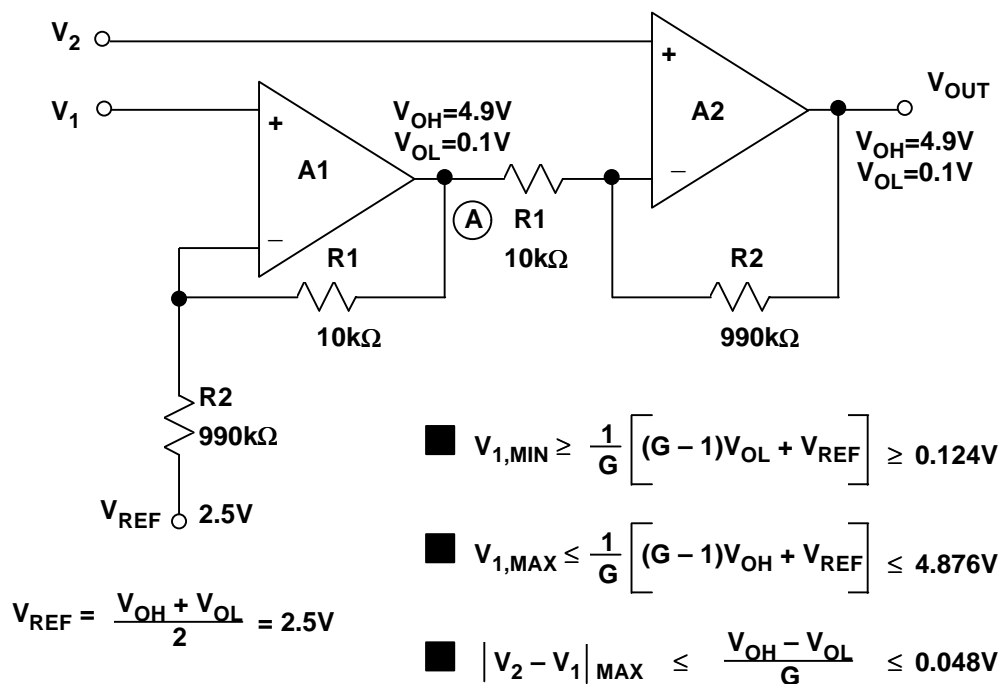 V2
V1
+
A1
−
VOH=4.9V
VOL=0.1V
A
R1
10kΩ
R1
10kΩ
+
A2
−
VOUT
VOH=4.9V
VOL=0.1V
R2
990kΩ
R2
990kΩ
VREF 2.5V
VREF = VOH + VOL / 2 = 2.5V
■ V1,MIN ≥ 1/G [(G – 1)VOL + VREF] ≥ 0.124V
■ V1,MAX ≤ 1/G [(G – 1)VOH + VREF] ≤ 4.876V
■ |V2 – V1| MAX ≤ VOH – VOL / G ≤ 0.048V